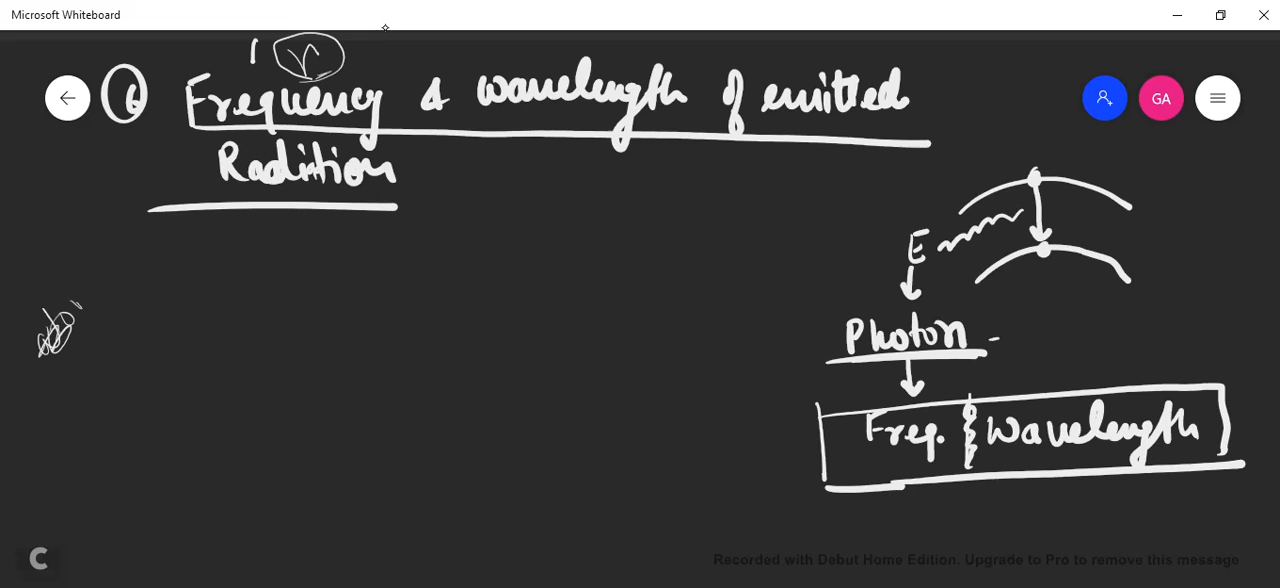 Microsoft Whiteboard
Q Frequency & wavelength of emitted
Radition
GA
E
Photon
Freq. } Wavelength
C
Recorded with Debut Home Edition. Upgrade to Pro to remove this message